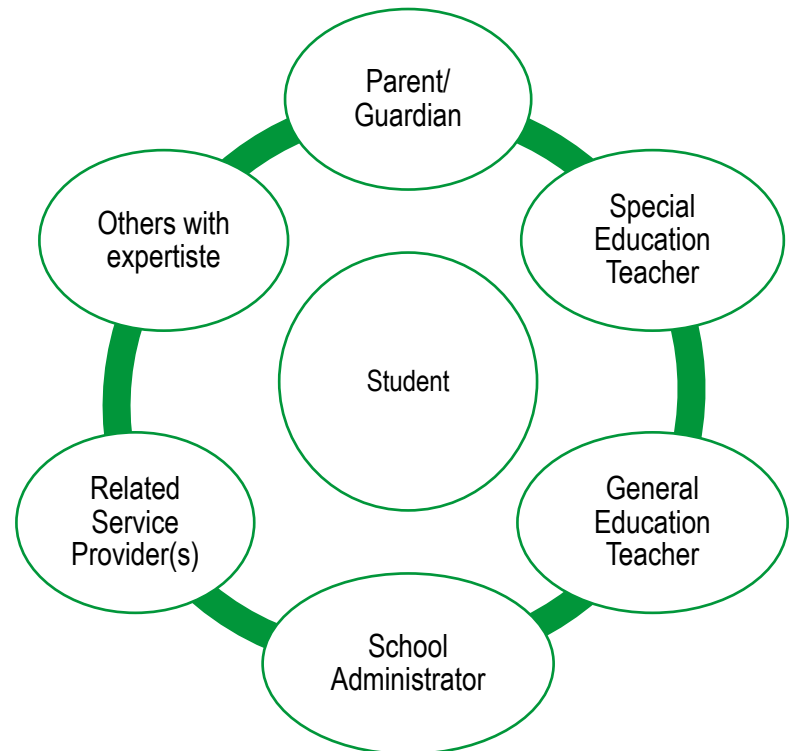 Parent/
Guardian
Special
Education
Teacher
General
Education
Teacher
School
Administrator
Related
Service
Provider(s)
Others with
expertiste
Student